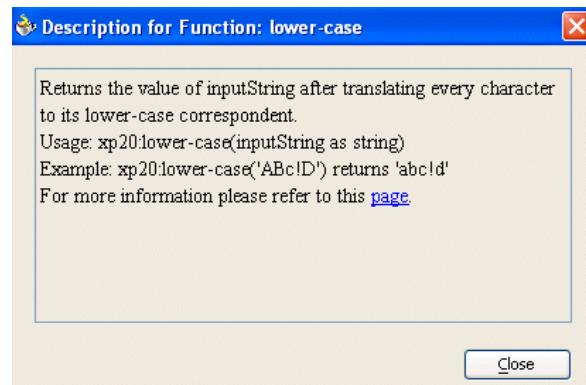 Description for Function: lower-case
Returns the value of inputString after translating every character
to its lower-case correspondent.
Usage: xp20:lower-case(inputString as string)
Example: xp20:lower-case('ABc!D') returns 'abc!d'
For more information please refer to this page.
Close